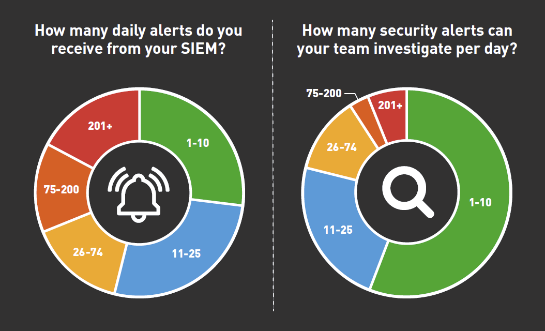 How many daily alerts do you
receive from your SIEM?
201+
1-10
75-200
26-74
11-25
How many security alerts can
your team investigate per day?
75-200
201+
26-74
11-25
1-10